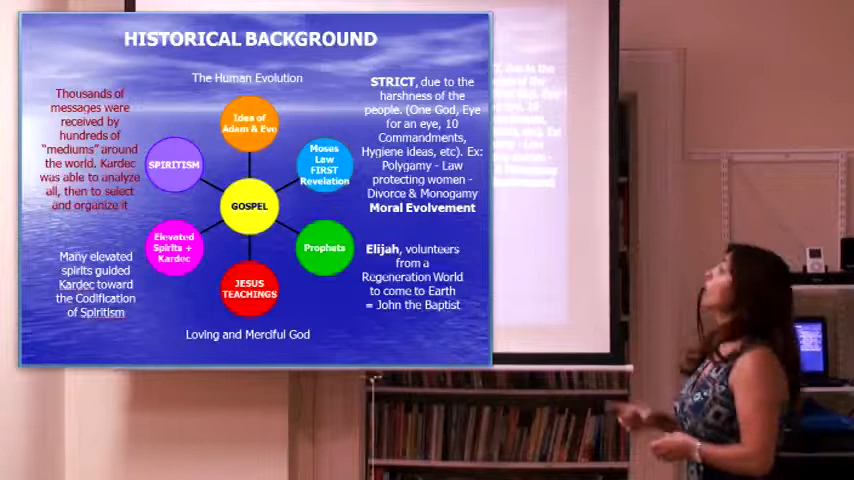 HISTORICAL BACKGROUND
The Human Evolution
Thousands of
messages were
received by
hundreds of
"mediums" around
the world. Kardec
was able to analyze
all, then to select
and organize it
Many elevated
spirits guided
Kardec toward
the Codification
of Spiritism
Idea of
Adam & Eve
SPIRITISM
Moses
Law
FIRST
Revelation
GOSPEL
Elevated
Spirits +
Kardec
Prophets
JESUS
TEACHINGS
Loving and Merciful God
STRICT, due to the
harshness of the
people. (One God, Eye
for an eye, 10
Commandments,
Hygiene ideas, etc). Ex:
Polygamy - Law
protecting women -
Divorce & Monogamy
Moral Evolvement
Elijah, volunteers
from a
Regeneration World
to come to Earth
= John the Baptist